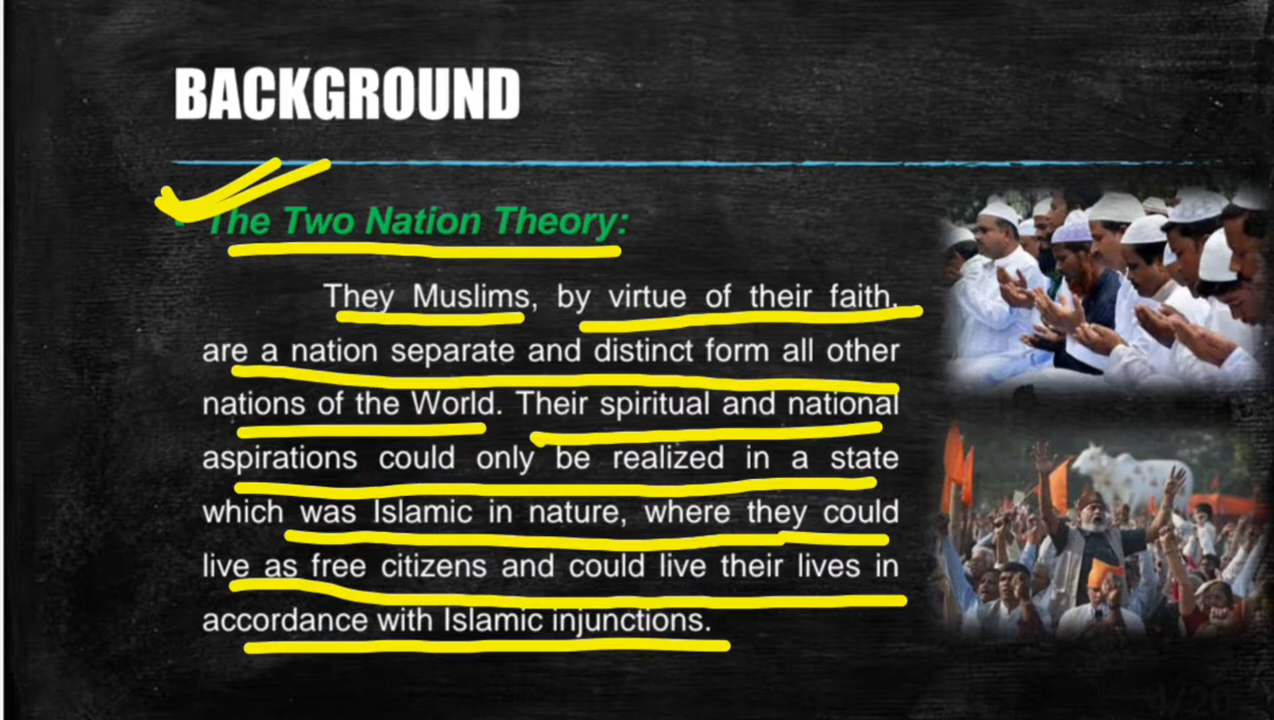 BACKGROUND
The Two Nation Theory:
They Muslims, by virtue of their faith,
are a nation separate and distinct form all other
nations of the World. Their spiritual and national
aspirations could only be realized in a state
which was Islamic in nature, where they could
live as free citizens and could live their lives in
accordance with Islamic injunctions.